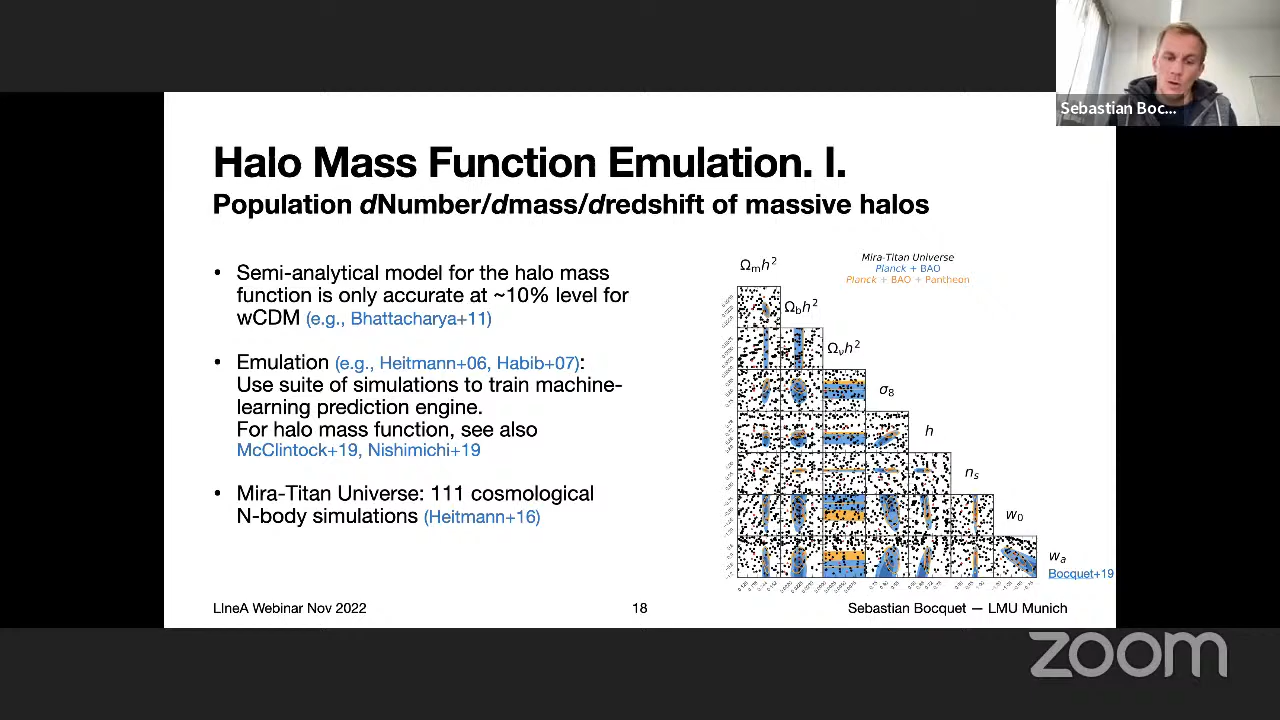 Sebastian Boc...
Halo Mass Function Emulation. I.
Population dNumber/dmass/dredshift of massive halos
• Semi-analytical model for the halo mass
function is only accurate at ~10% level for
wCDM (e.g., Bhattacharya+11)
• Emulation (e.g., Heitmann+06, Habib+07):
Use suite of simulations to train machine-
learning prediction engine.
For halo mass function, see also
McClintock+19, Nishimichi+19
• Mira-Titan Universe: 111 cosmological
N-body simulations (Heitmann+16)
Mira-Titan Universe
Planck + BAO
Planck + BAO + Pantheon
Ωmh²
Ωbh²
Ωνh²
σ8
h
ns
w0
wa
Bocquet+19
LIneA Webinar Nov 2022
18
Sebastian Bocquet — LMU Munich
zoom